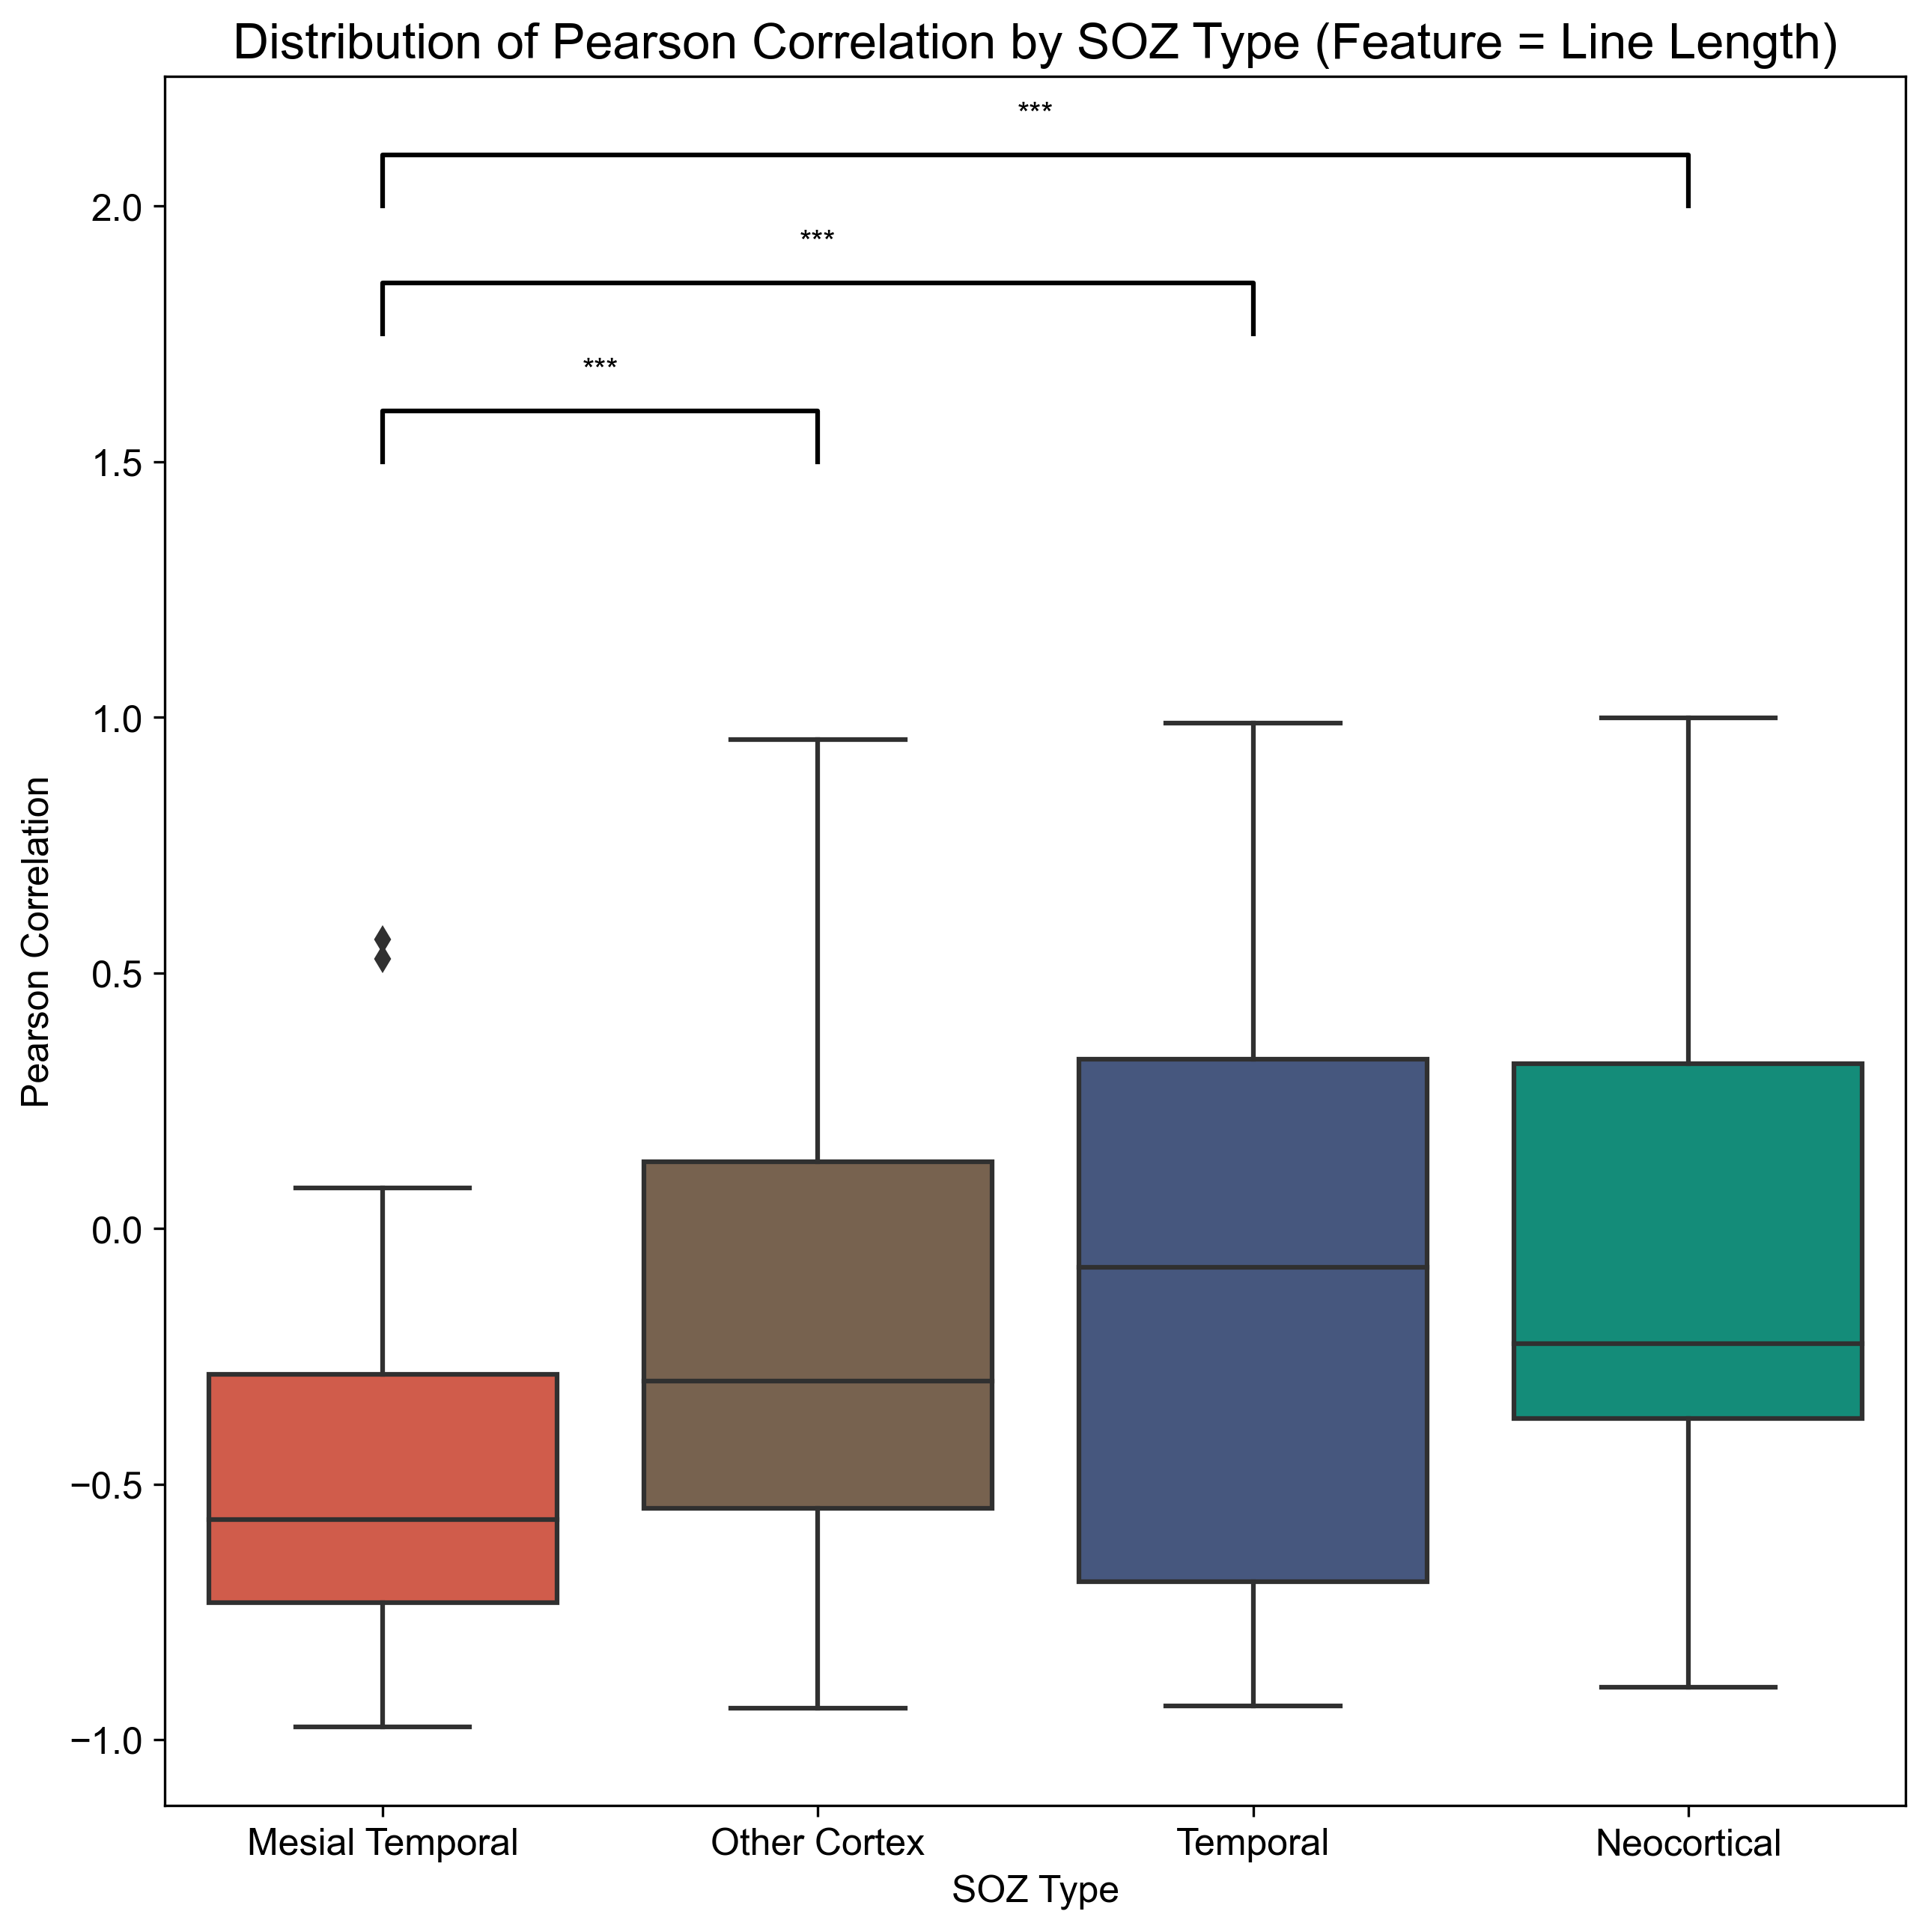 Distribution of Pearson Correlation by SOZ Type (Feature = Line Length)
***
***
***
2.0
1.5
1.0
0.5
0.0
−0.5
−1.0
Pearson Correlation
Mesial Temporal
Other Cortex
Temporal
Neocortical
SOZ Type